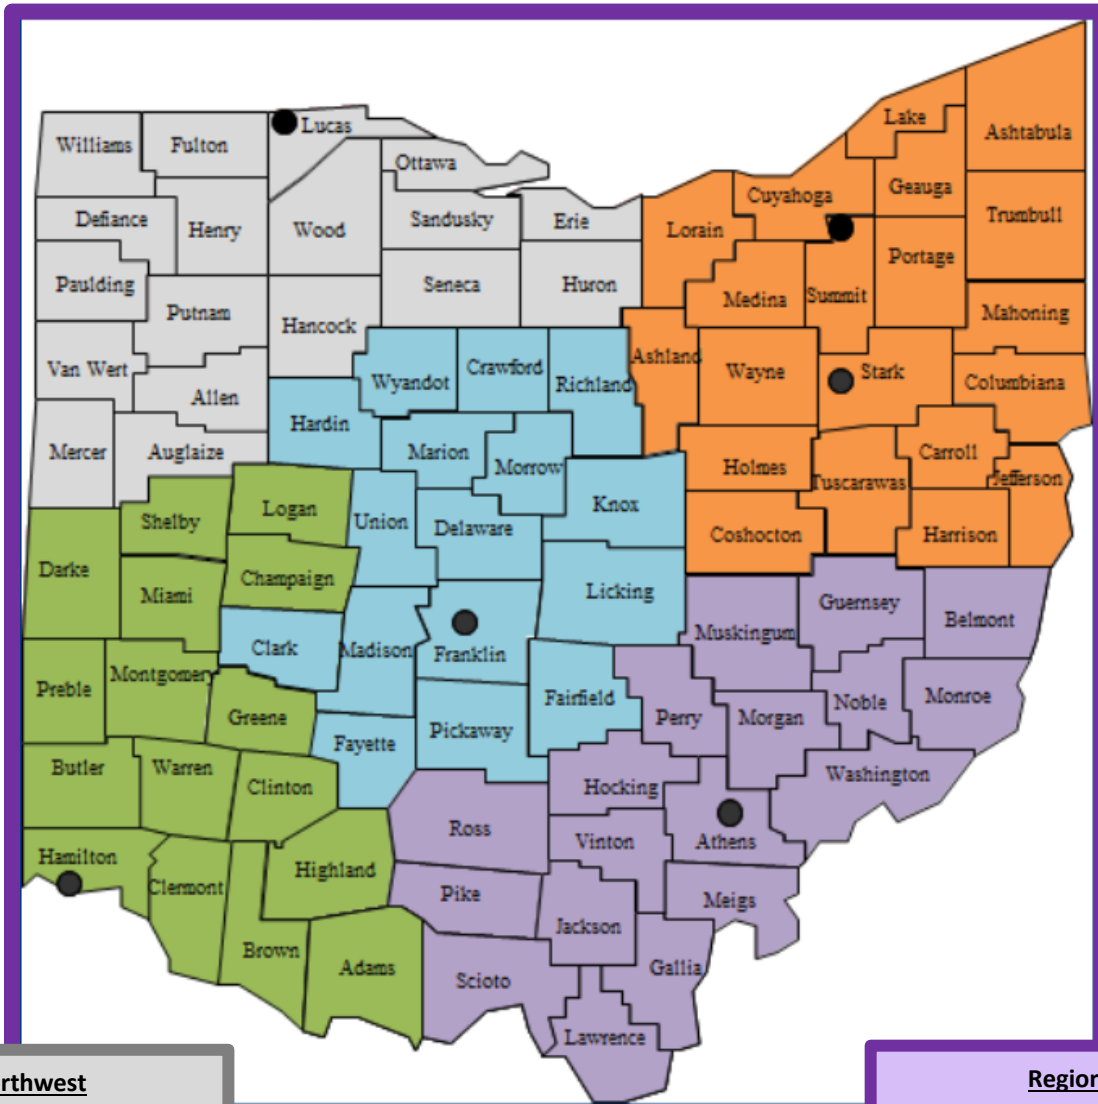 Lake
Ashtabula
Lucas
Williams
Fulton
Ottawa
Geauga
Cuyahoga
Defiance
Henry
Wood
Sandusky
Erie
Lorain
Trumbull
Portage
Paulding
Seneca
Huron
Medina
Summit
Putnam
Hancock
Mahoning
Van Wert
Allen
Wyandot
Crawford
Richland
Ashland
Wayne
Stark
Columbiana
Hardin
Mercer
Auglaize
Marion
Morrow
Holmes
Tuscarawas
Carroll
Jefferson
Shelby
Logan
Union
Delaware
Knox
Coshocton
Harrison
Darke
Miami
Champaign
Licking
Guernsey
Belmont
Muskingum
Clark
Madison
Franklin
Preble
Montgomery
Fairfield
Noble
Monroe
Greene
Perry
Morgan
Fayette
Pickaway
Butler
Warren
Clinton
Hocking
Washington
Ross
Vinton
Athens
Hamilton
Highland
Clermont
Pike
Meigs
Jackson
Brown
Adams
Scioto
Gallia
Lawrence
rthwest
Region